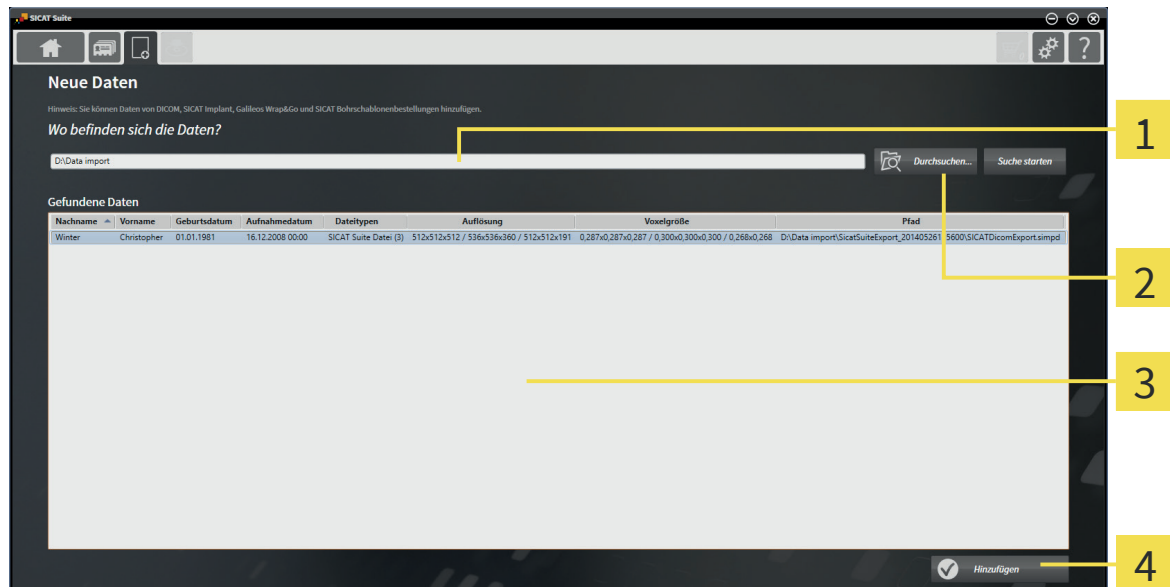 SICAT Suite
?
Neue Daten
Hinweis: Sie können Daten von DICOM, SICAT Implant, Galileos Wrap&Go und SICAT Bohrschablonenbestellungen hinzufügen.
Wo befinden sich die Daten?
1
D:\Data import
Durchsuchen...
Suche starten
Gefundene Daten
Nachname Vorname Geburtsdatum Aufnahmedatum Dateitypen Auflösung Voxelgröße Pfad
Winter Christopher 01.01.1981 16.12.2008 00:00 SICAT Suite Datei (3) 512x512x512 / 536x536x360 / 512x512x191 0,287x0,287x0,287 / 0,300x0,300x0,300 / 0,268x0,268 D:\Data
2
3
Hinzufügen
4